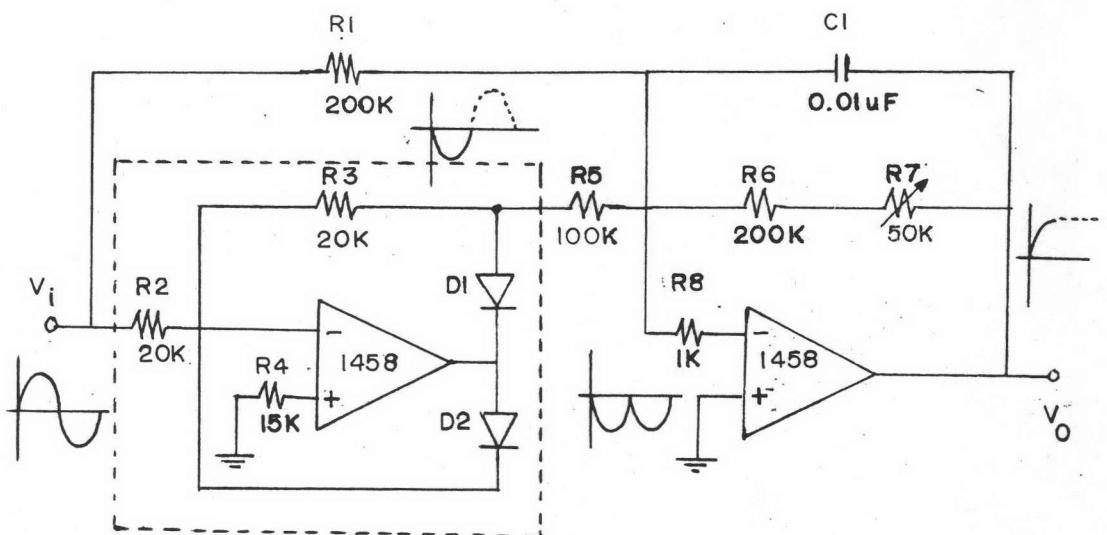 R1
200K
C1
0.01uF
R3
20K
R5
100K
R6
200K
R7
50K
Vi
R2
20K
D1
R4
15K
-
1458
+
D2
R8
1K
-
1458
+
Vo